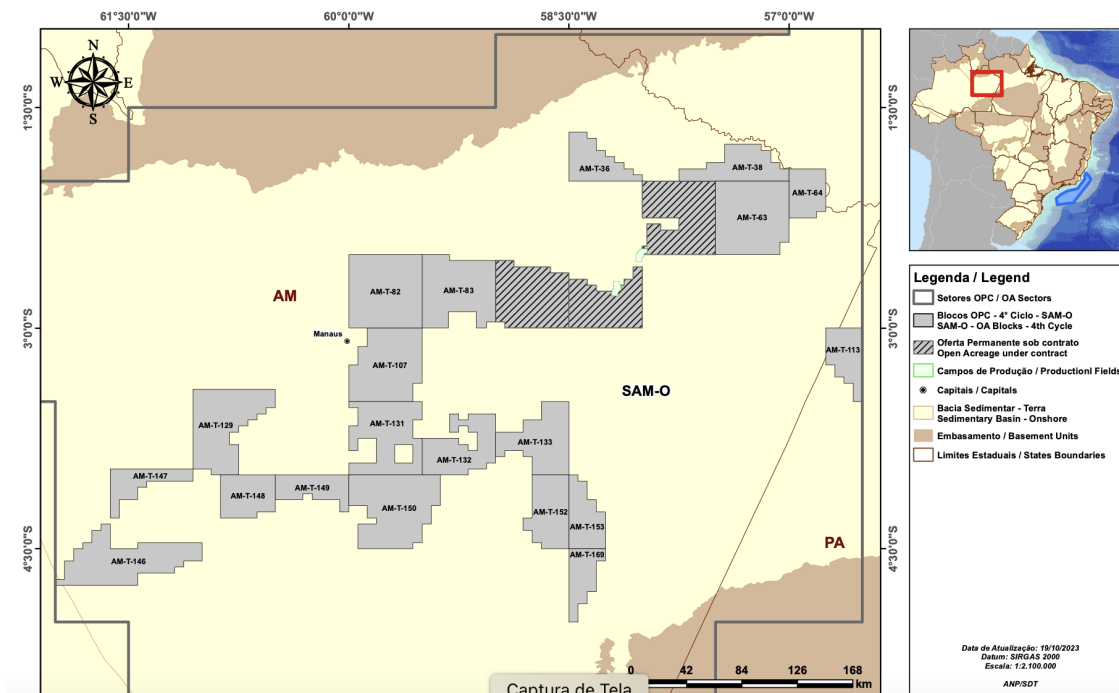 61°30'0"W 60°0'0"W 58°30'0"W 57°0'0"W
N
W E
S
1°30'0"S
1°30'0"S
AM-T-36
AM-T-38
AM-T-64
AM-T-63
AM-T-82
AM-T-83
AM
3°0'0"S
3°0'0"S
Manaus
AM-T-113
AM-T-107
SAM-O
AM-T-129
AM-T-131
AM-T-133
AM-T-132
AM-T-147
AM-T-148
AM-T-149
AM-T-150
AM-T-152
AM-T-153
4°30'0"S
4°30'0"S
PA
AM-T-169
AM-T-146
0 42 84 126 168
km
Captura de Tela
Legenda / Legend
Setores OPC / OA Sectors
Blocos OPC - 4° Ciclo - SAM-O
SAM-O - OA Blocks - 4th Cycle
Oferta Permanente sob contrato
Open Acreage under contract
Campos de Produção / Productionl Fields
Capitais / Capitals
Bacia Sedimentar - Terra
Sedimentary Basin - Onshore
Embasamento / Basement Units
Limites Estaduais / States Boundaries
Data de Atualização: 19/10/2023
Datum: SIRGAS 2000
Escala: 1:2.100.000
ANP/SDT